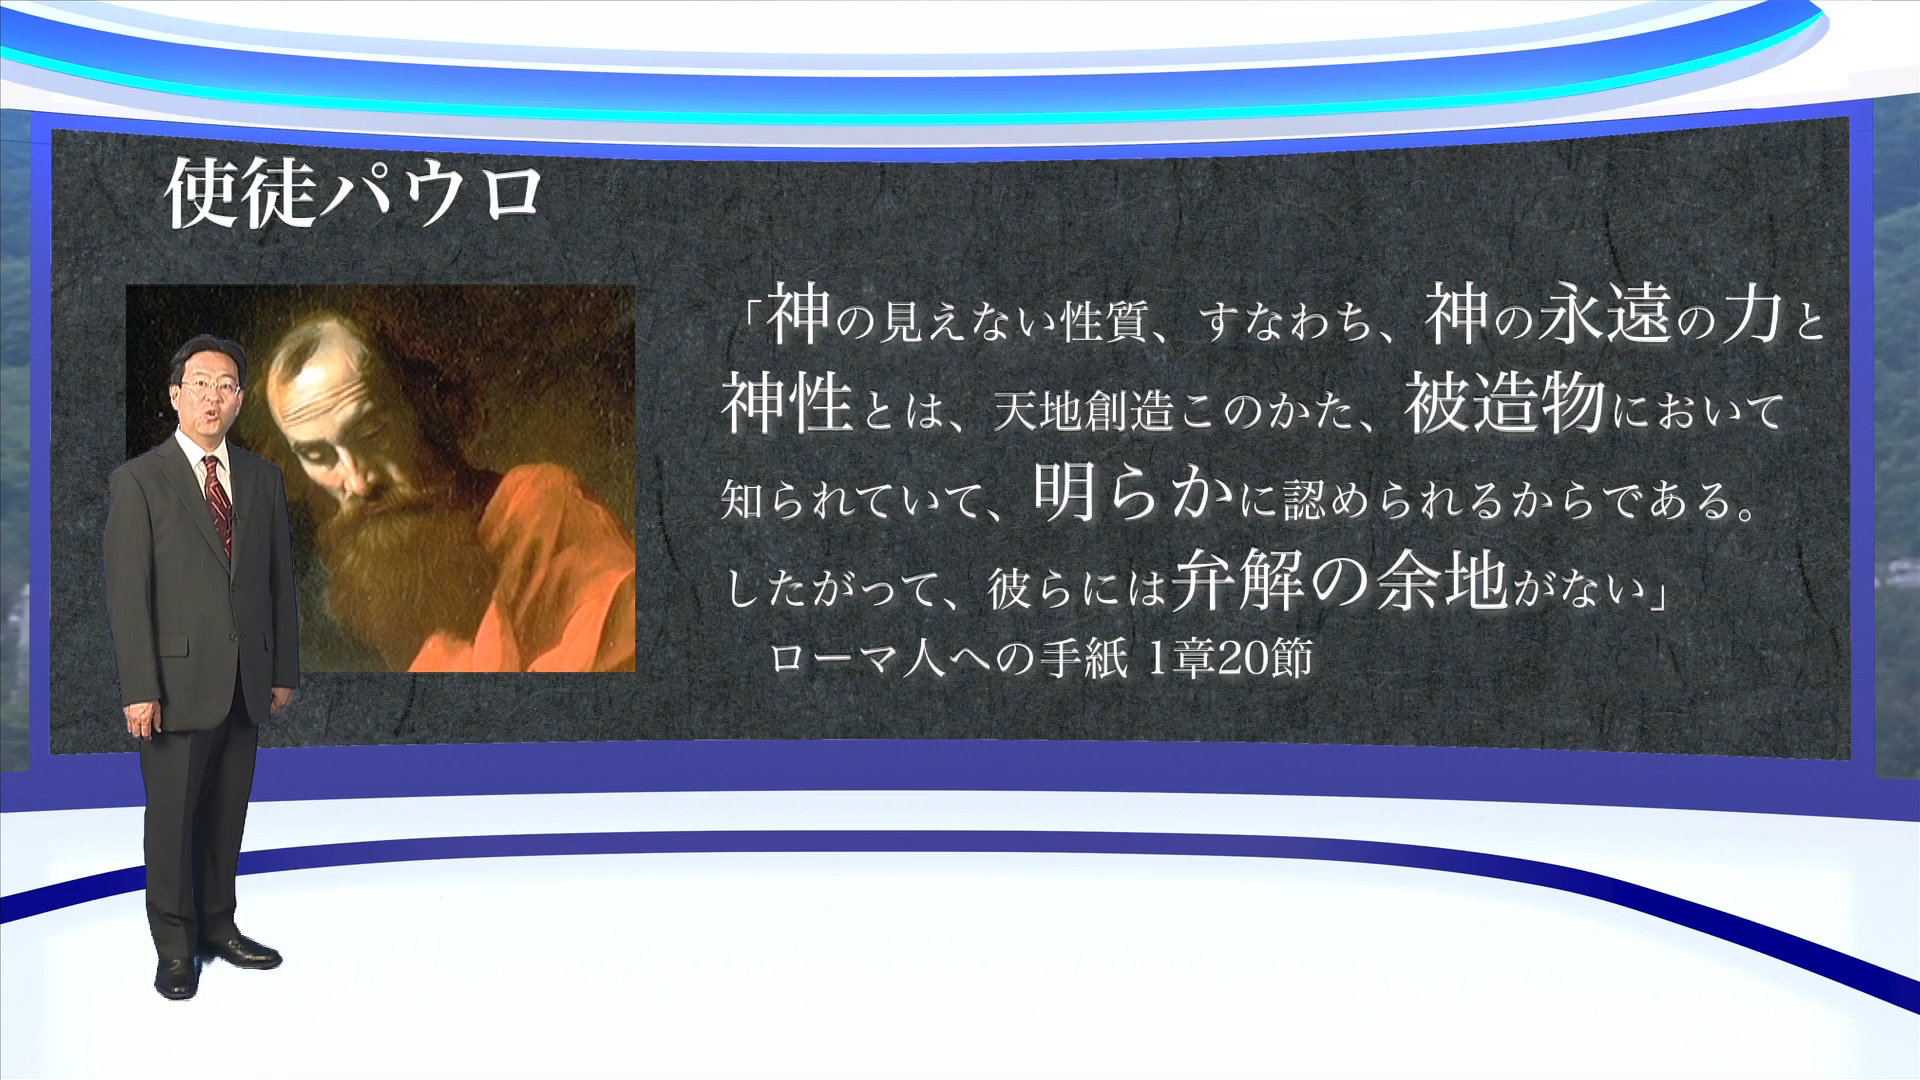 使徒パウロ
「神の見えない性質、すなわち、神の永遠の力と
神性とは、天地創造このかた、被造物において
知られていて、明らかに認められるからである。
したがって、彼らには弁解の余地がない」
ローマ人への手紙 1章20節